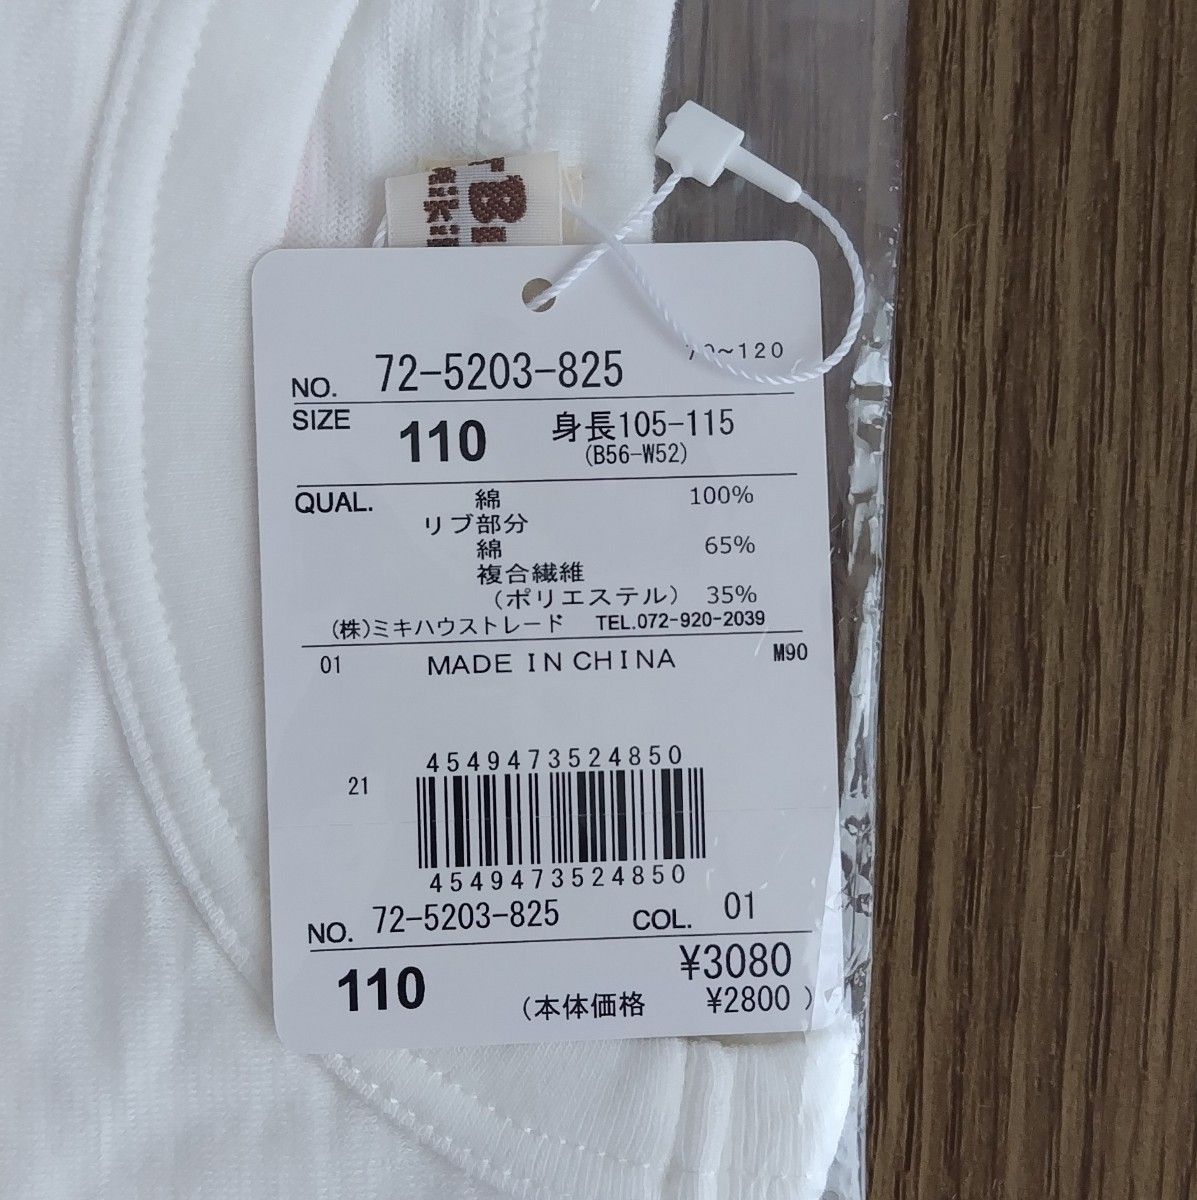 70~120
NO. 72-5203-825
SIZE 110 身長105-115
(B56-W52)
QUAL. 綿 100%
リブ部分
綿 65%
複合繊維
(ポリエステル) 35%
(株)ミキハウストレード TEL.072-920-2039
01 MADE IN CHINA M90
4549473524850
21
4549473524850
NO. 72-5203-825 COL. 01
110 ¥3080
(本体価格 ¥2800)